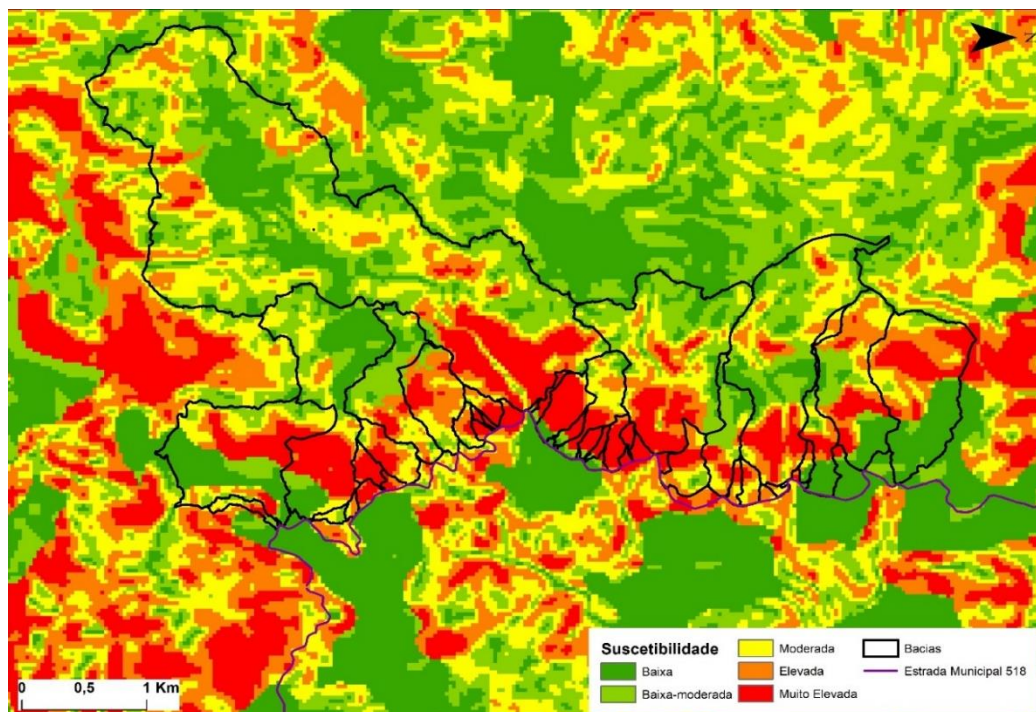 N
Suscetibilidade
Baixa
Baixa-moderada
Moderada
Elevada
Muito Elevada
Bacias
Estrada Municipal 518
0 0,5 1 Km